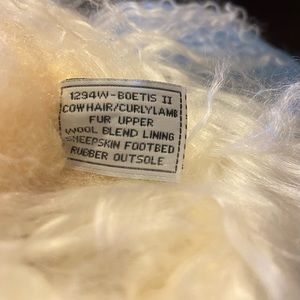 1294W-BOETIS II
COWHAIR/CURLYLAMB
FUR UPPER
WOOL BLEND LINING
SHEEPSKIN FOOTBED
RUBBER OUTSOLE